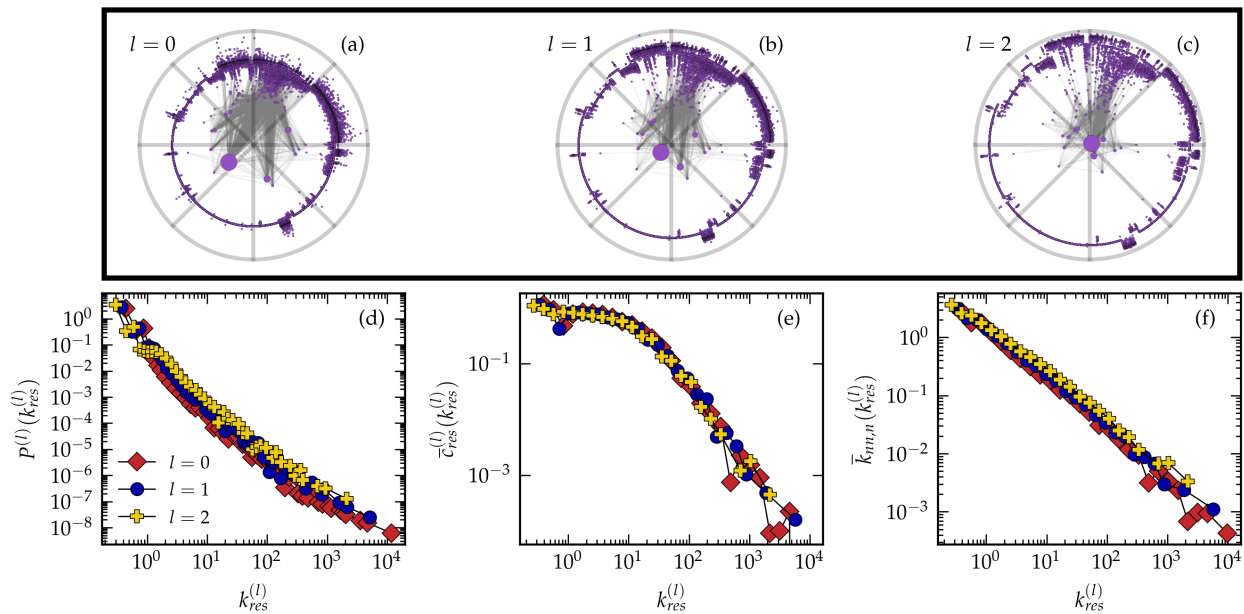 l = 0
(a)
l = 1
(b)
l = 2
(c)
10^0
10^{-1}
10^{-2}
10^{-3}
10^{-4}
10^{-5}
10^{-6}
10^{-7}
10^{-8}
P^{(l)}(k_{res}^{(l)})
(d)
l = 0
l = 1
l = 2
10^0 10^1 10^2 10^3 10^4
k_{res}^{(l)}
10^{-1}
10^{-3}
\bar{c}_{res}^{(l)}(k_{res}^{(l)})
(e)
10^0 10^1 10^2 10^3 10^4
k_{res}^{(l)}
10^0
10^{-1}
10^{-2}
10^{-3}
\bar{k}_{nn,n}(k_{res}^{(l)})
(f)
10^0 10^1 10^2 10^3 10^4
k_{res}^{(l)}